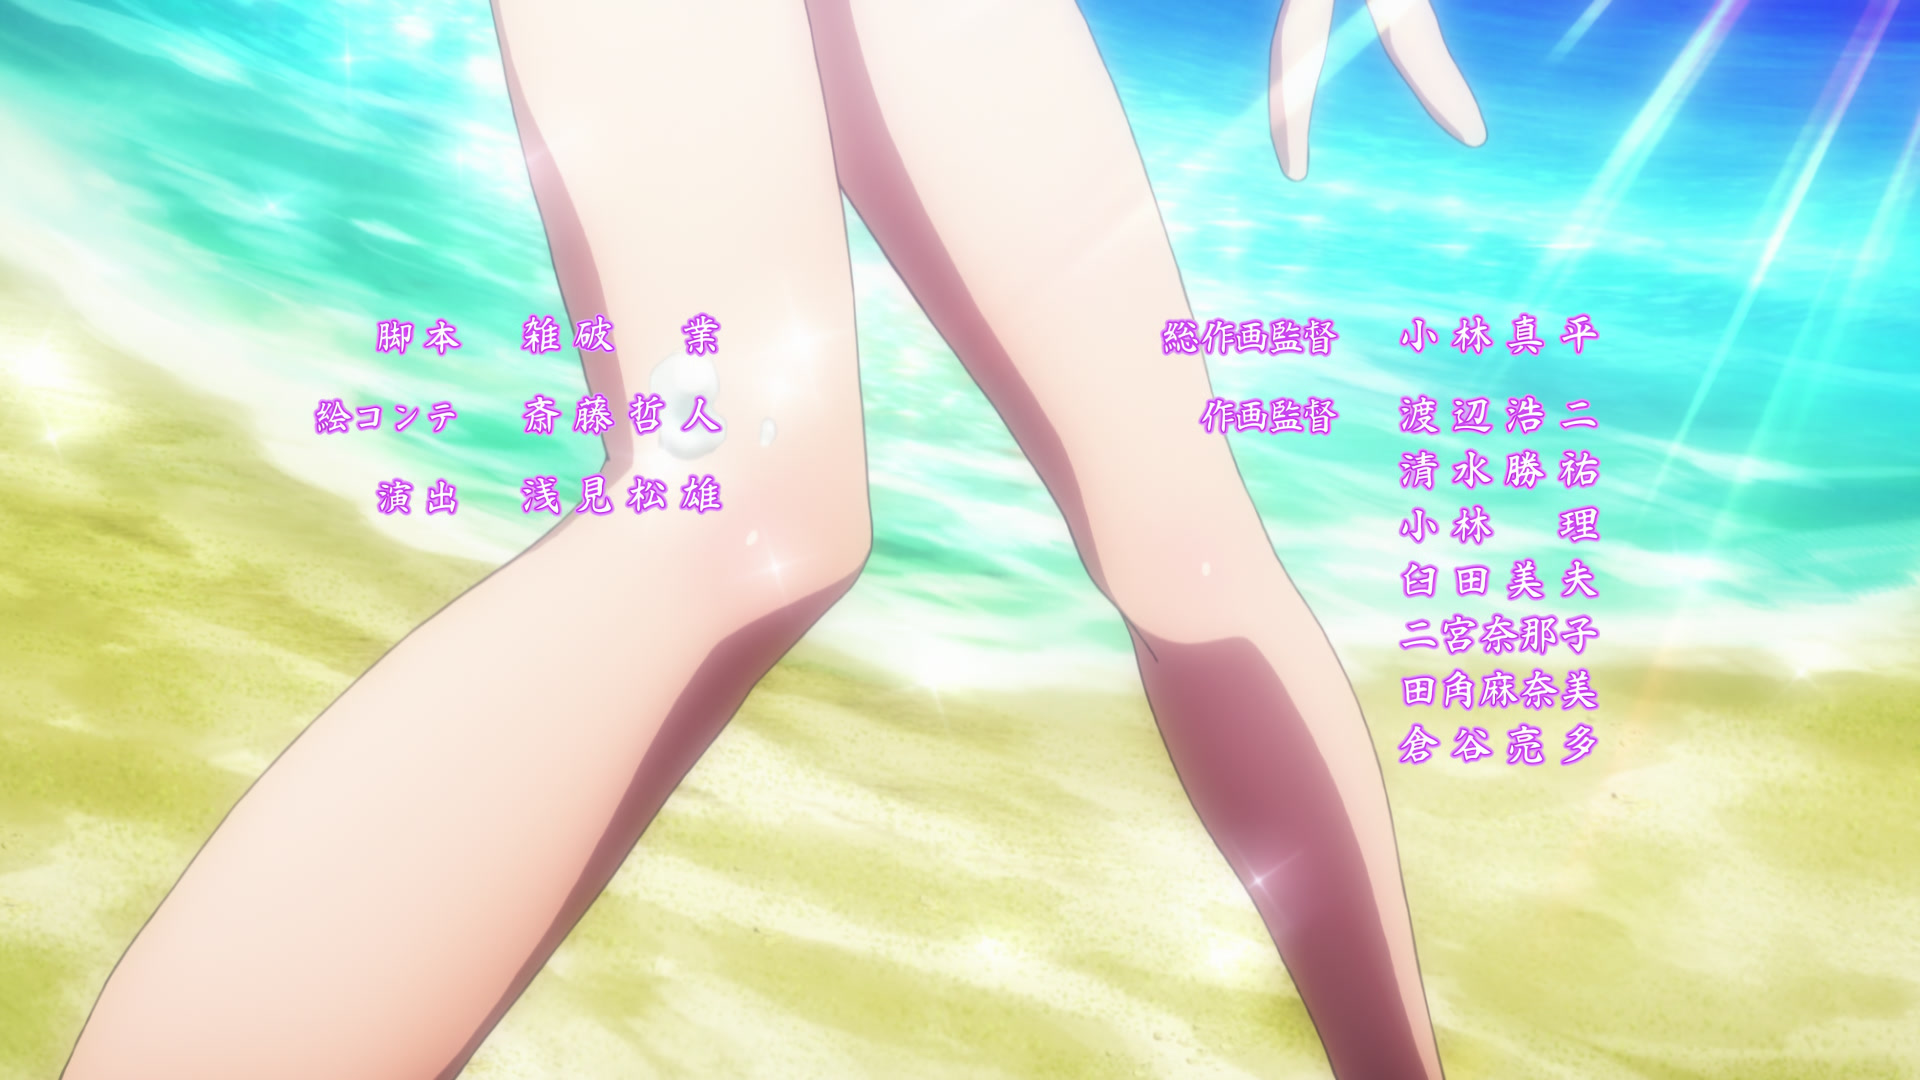 脚本 雑破 業
絵コンテ 斎藤哲人
演出 浅見松雄
総作画監督 小林真平
作画監督 渡辺浩二
清水勝祐
小林 理
臼田美夫
二宮奈那子
田角麻奈美
倉谷亮多